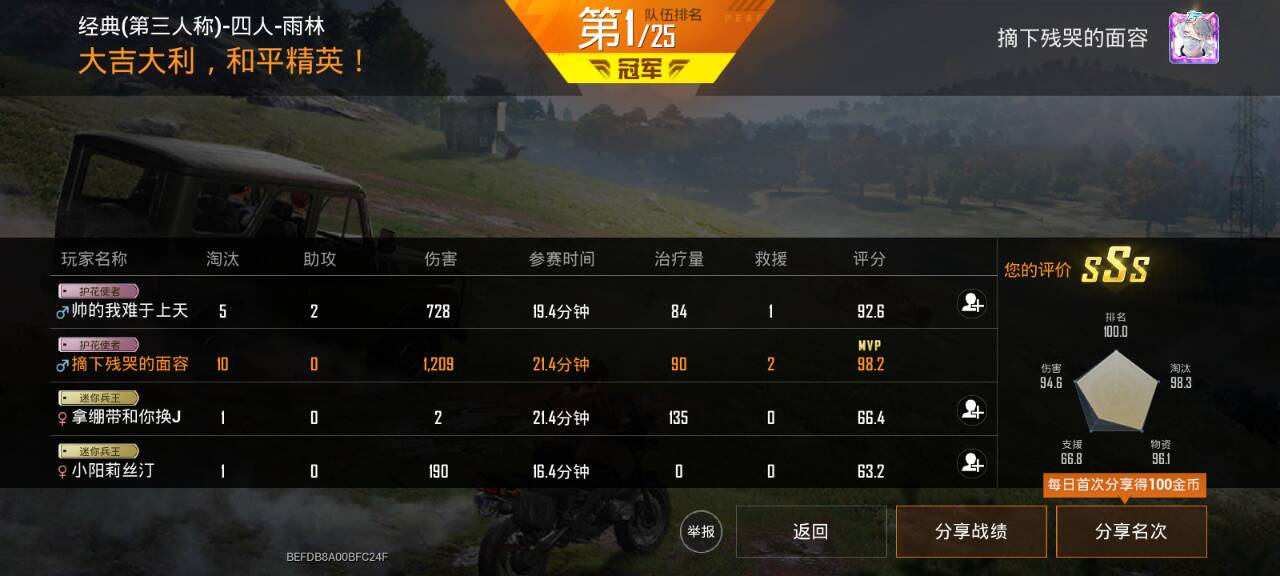 经典(第三人称)-四人-雨林
大吉大利，和平精英！
第1/25
队伍排名
PEA
冠军
摘下残哭的面容
玩家名称 淘汰 助攻 伤害 参赛时间 治疗量 救援 评分
护花使者
♂帅的我难于上天 5 2 728 19.4分钟 84 1 92.6
护花使者
MVP
♂摘下残哭的面容 10 0 1,209 21.4分钟 90 2 98.2
迷你兵王
♀拿绷带和你换J 1 0 2 21.4分钟 135 0 66.4
迷你兵王
♀小阳莉丝汀 1 0 190 16.4分钟 0 0 63.2
您的评价 SSS
排名
100.0
伤害
94.6
淘汰
98.3
支援
66.8
物资
96.1
每日首次分享得100金币
举报
返回
分享战绩
分享名次
BEFDB8A00BFC24F